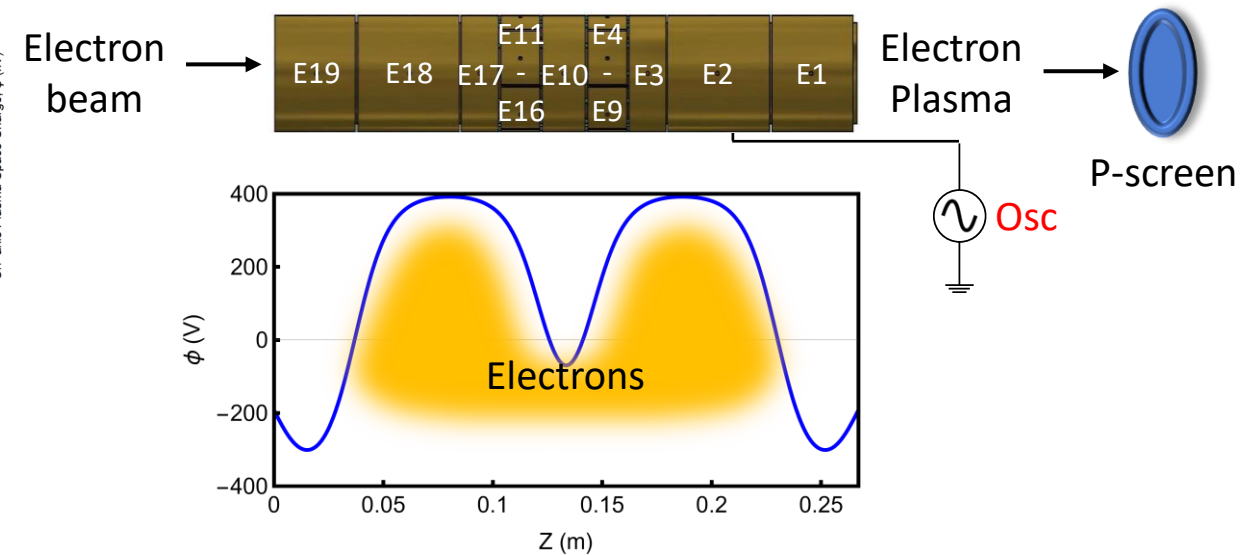 Electron
beam
E19 E18 E17 - E10 - E3 E2 E1
E11 E4
E16 E9
Electron
Plasma
P-screen
Osc
400
200
0
−200
−400
ϕ (V)
Electrons
0 0.05 0.1 0.15 0.2 0.25
Z (m)